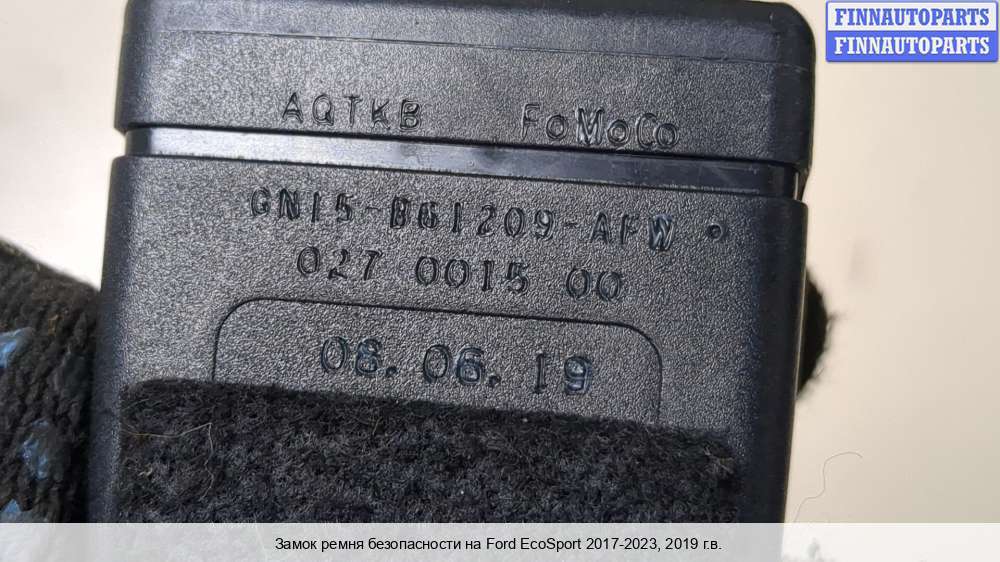 FINNAUTOPARTS
FINNAUTOPARTS
AQTKB FoMoCo
GN15-B61209-AFW
027 0015 00
06.06.19
Замок ремня безопасности на Ford EcoSport 2017-2023, 2019 г.в.